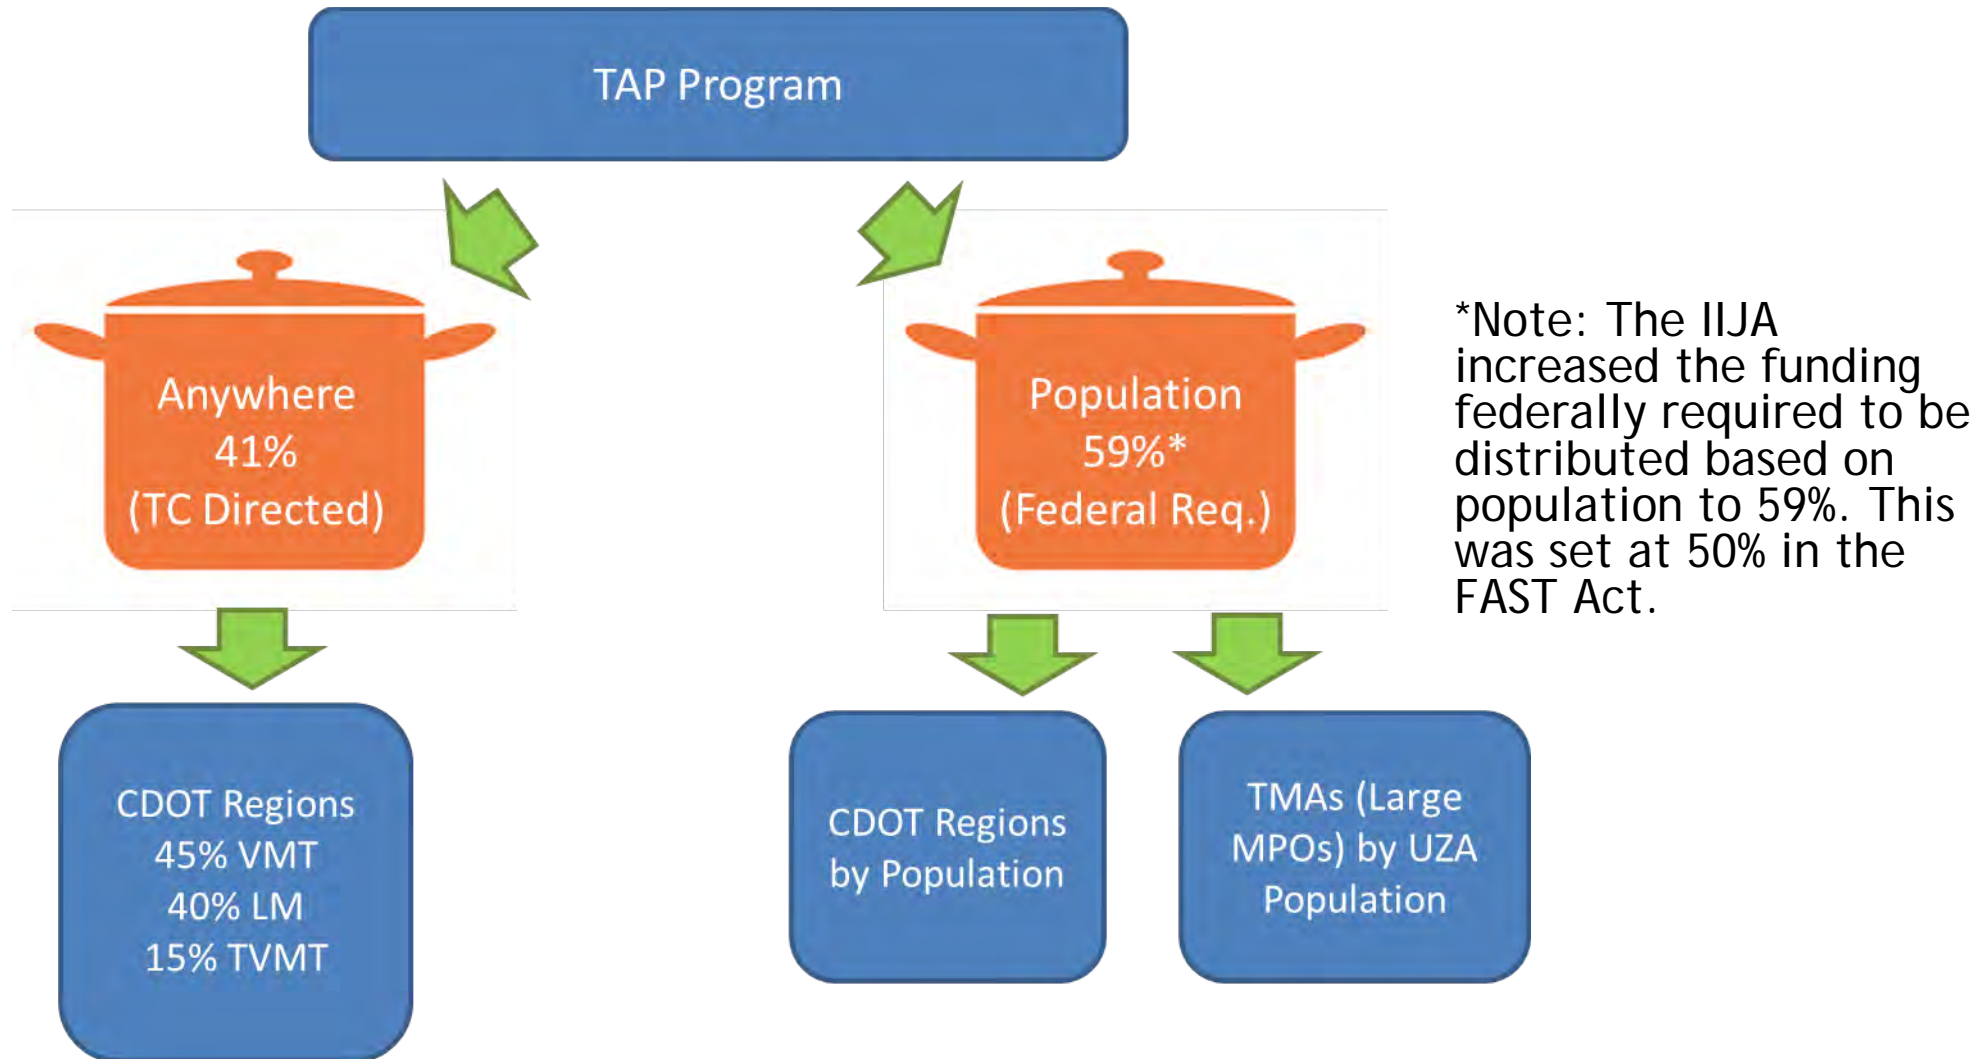 TAP Program
Anywhere
41%
(TC Directed)
Population
59%*
(Federal Req.)
*Note: The IIJA
increased the funding
federally required to be
distributed based on
population to 59%. This
was set at 50% in the
FAST Act.
CDOT Regions
45% VMT
40% LM
15% TVMT
CDOT Regions
by Population
TMAs (Large
MPOs) by UZA
Population